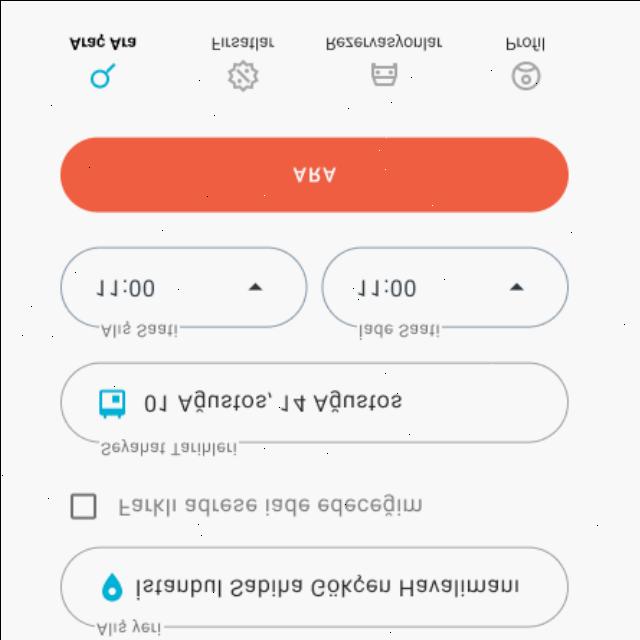 Alış yeri
İstanbul Sabiha Gökçen Havalimanı
Farklı adrese iade edeceğim
Seyahat Tarihleri
01 Ağustos, 14 Ağustos
Alış Saati
İade Saati
11:00
11:00
ARA
Araç Ara
Fırsatlar
Rezervasyonlar
Profil